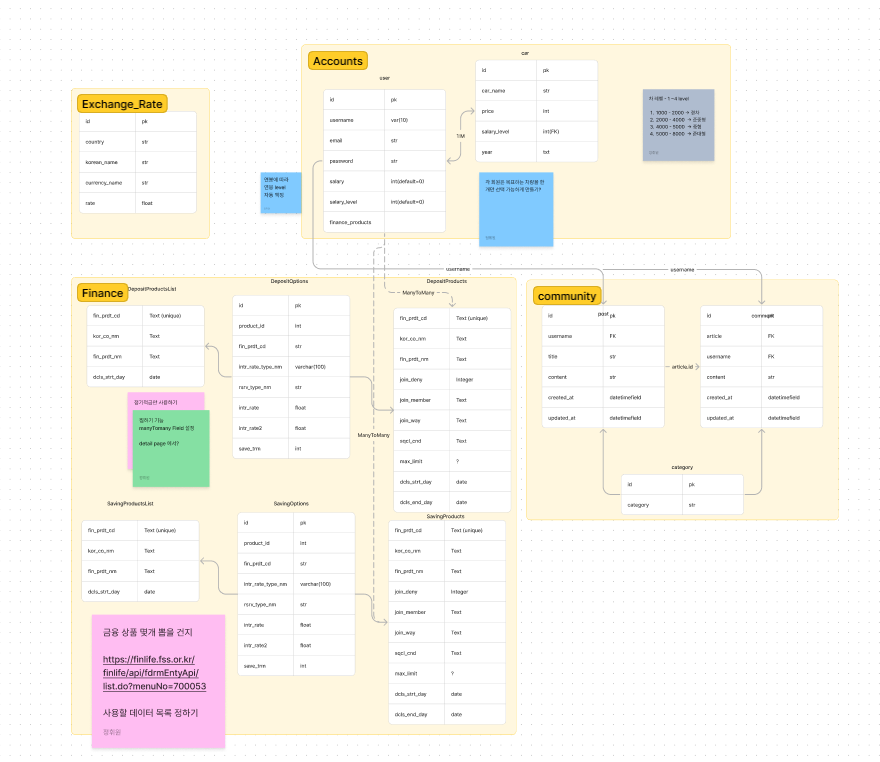 Exchange_Rate
id pk
country str
korean_name str
currency_name str
rate float
Accounts
user
id pk
username var(10)
email str
password str
salary int(default=0)
salary_level int(default=0)
finance_products
1:M
car
id pk
car_name str
price int
salary_level int(FK)
year txt
1. 1000 - 2000 → 경차
2. 2000 - 4000 → 준중형
3. 4000 - 5000 → 중형
4. 5000 - 8000 → 준대형
연봉에 따라
연봉 level
자동 책정
각 회원은 목표하는 차량을 한
개만 선택 가능하게 만들기?
username
username
Finance
DepositProductsList
fin_prdt_cd Text (unique)
kor_co_nm Text
fin_prdt_nm Text
dcls_strt_day date
정기적금만 사용하기
찜하기 기능
manyTomany Field 설정
detail page 에서?
DepositOptions
id pk
product_id int
fin_prdt_cd str
intr_rate_type_nm varchar(100)
rsrv_type_nm str
intr_rate float
intr_rate2 float
save_trm int
ManyToMany
ManyToMany
DepositProducts
fin_prdt_cd Text (unique)
kor_co_nm Text
fin_prdt_nm Text
join_deny Integer
join_member Text
join_way Text
spcl_cnd Text
max_limit ?
dcls_strt_day date
dcls_end_day date
SavingProductsList
fin_prdt_cd Text (unique)
kor_co_nm Text
fin_prdt_nm Text
dcls_strt_day date
SavingOptions
id pk
product_id int
fin_prdt_cd str
intr_rate_type_nm varchar(100)
rsrv_type_nm str
intr_rate float
intr_rate2 float
save_trm int
SavingProducts
fin_prdt_cd Text (unique)
kor_co_nm Text
fin_prdt_nm Text
join_deny Integer
join_member Text
join_way Text
spcl_cnd Text
max_limit ?
dcls_strt_day date
dcls_end_day date
금융 상품 몇개 뽑을 건지
https://finlife.fss.or.kr/
finlife/api/fdrmEntyApi/
list.do?menuNo=700053
사용할 데이터 목록 정하기
정휘원
community
post
id pk
username FK
title str
content str
created_at datetimefield
updated_at datetimefield
article.id
comment
id pk
article FK
username FK
content str
created_at datetimefield
updated_at datetimefield
category
id pk
category str